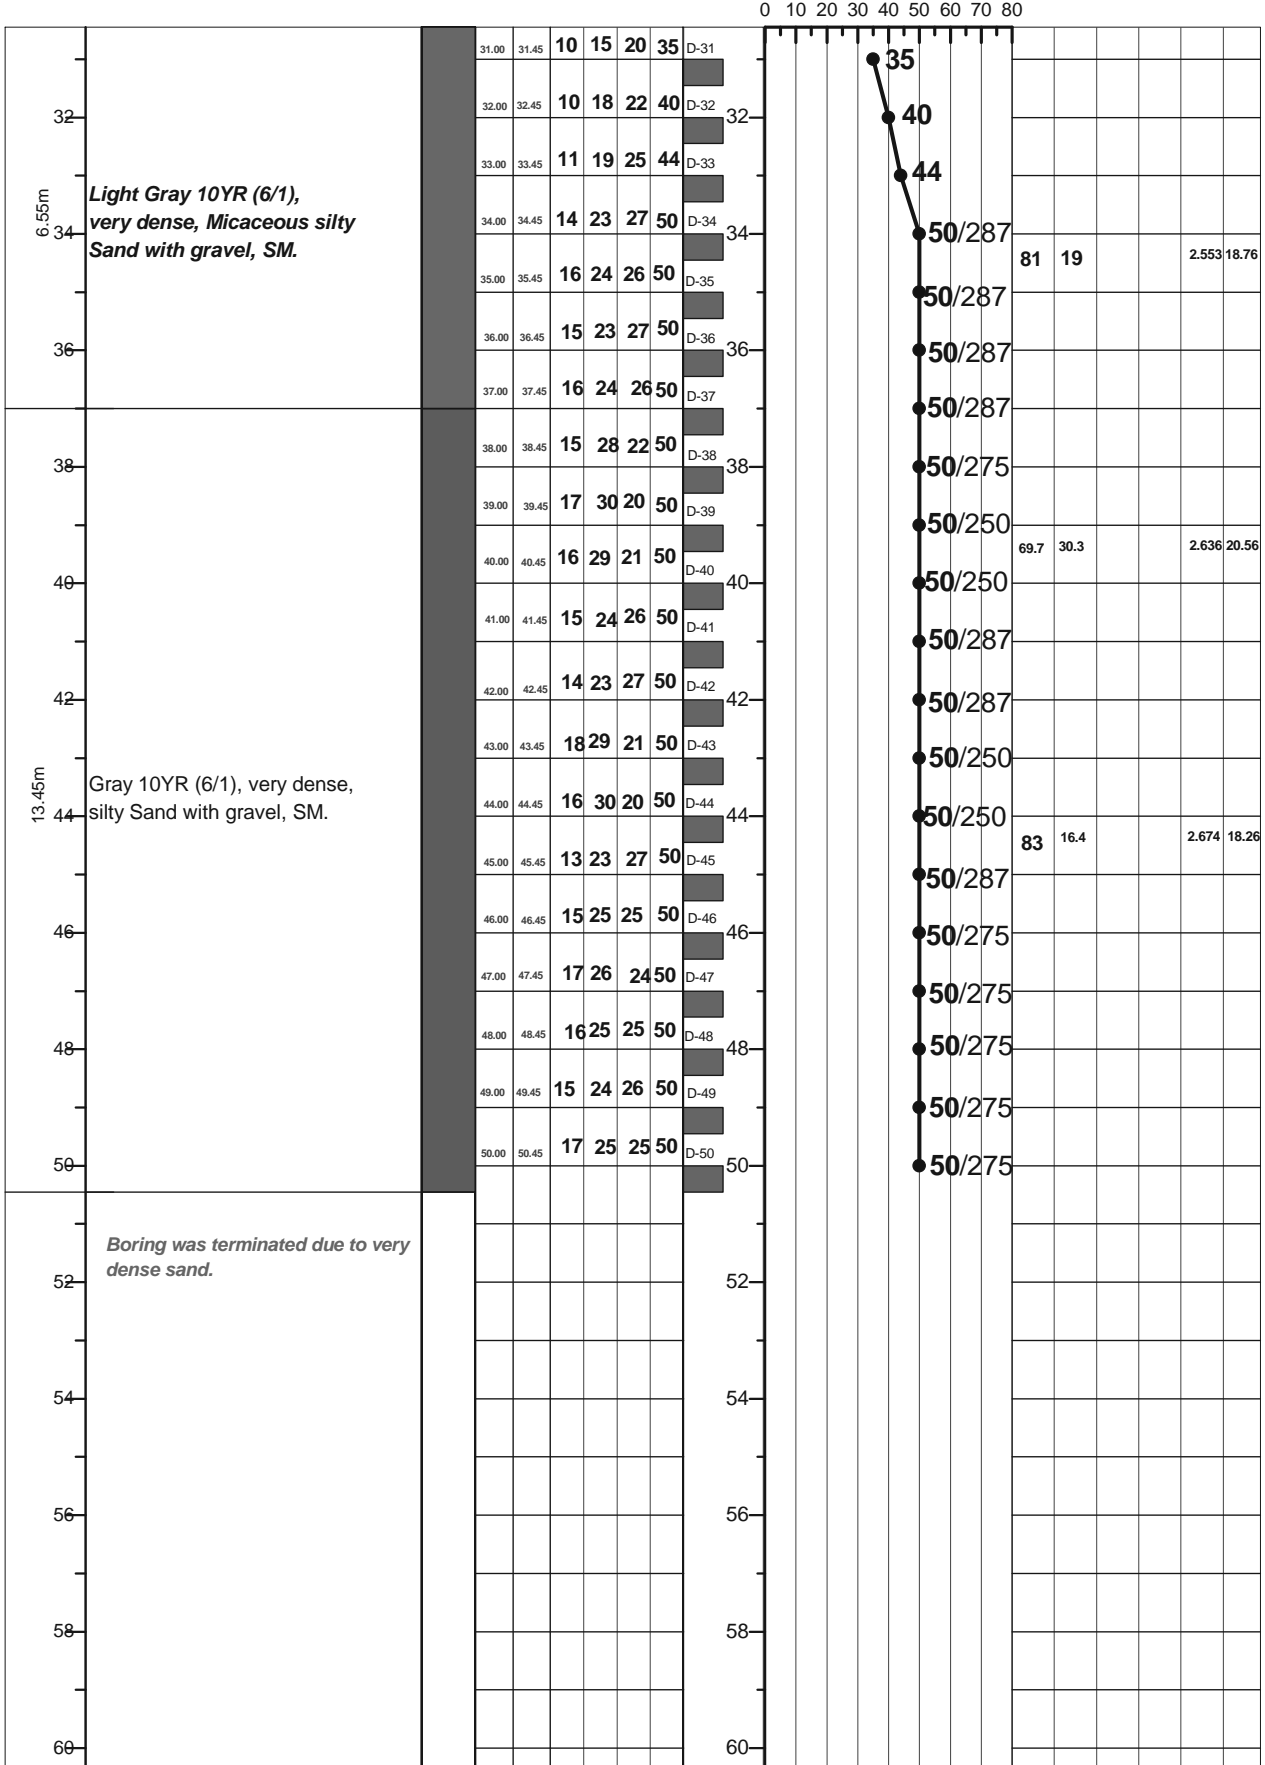 0 10 20 30 40 50 60 70 80
31.00 31.45 10 15 20 35 D-31
35
32.00 32.45 10 18 22 40 D-32
32 32 40
33.00 33.45 11 19 25 44 D-33
44
6.55m
Light Gray 10YR (6/1),
very dense, Micaceous silty
Sand with gravel, SM.
34.00 34.45 14 23 27 50 D-34
34 34 50/287
81 19 2.553 18.76
35.00 35.45 16 24 26 50 D-35
50/287
36.00 36.45 15 23 27 50 D-36
36 36 50/287
37.00 37.45 16 24 26 50 D-37
50/287
38.00 38.45 15 28 22 50 D-38
38 38 50/275
39.00 39.45 17 30 20 50 D-39
50/250
69.7 30.3 2.636 20.56
40.00 40.45 16 29 21 50 D-40
40 40 50/250
41.00 41.45 15 24 26 50 D-41
50/287
42.00 42.45 14 23 27 50 D-42
42 42 50/287
43.00 43.45 18 29 21 50 D-43
50/250
13.45m
Gray 10YR (6/1), very dense,
silty Sand with gravel, SM.
44.00 44.45 16 30 20 50 D-44
44 44 50/250
83 16.4 2.674 18.26
45.00 45.45 13 23 27 50 D-45
50/287
46.00 46.45 15 25 25 50 D-46
46 46 50/275
47.00 47.45 17 26 24 50 D-47
50/275
48.00 48.45 16 25 25 50 D-48
48 48 50/275
49.00 49.45 15 24 26 50 D-49
50/275
50.00 50.45 17 25 25 50 D-50
50 50 50/275
Boring was terminated due to very
dense sand.
52 52
54 54
56 56
58 58
60 60